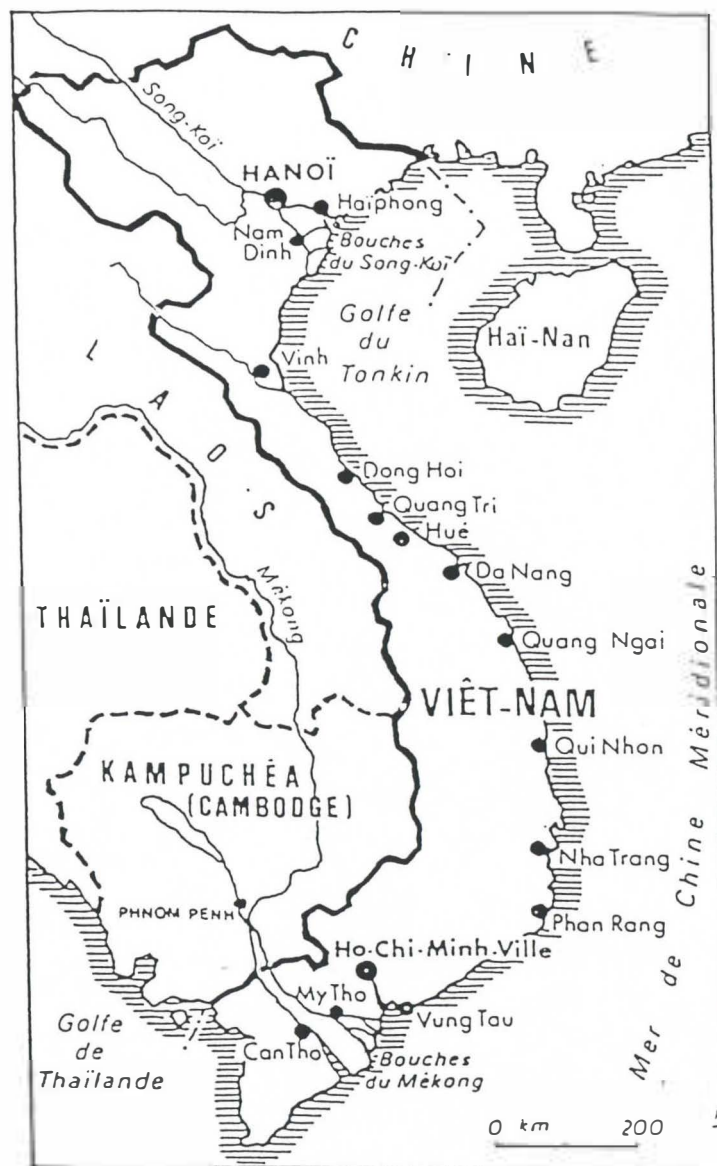 CHINE
Song-Koï
HANOÏ
Haïphong
Nam
Dinh
Bouches
du Song-Koï
Golfe
du
Tonkin
Haï-Nan
Vinh
LAOS
Dong Hoi
Quang Tri
Hué
Da Nang
Mékong
THAÏLANDE
Quang Ngai
VIÊT-NAM
Qui Nhon
KAMPUCHÉA
(CAMBODGE)
Nha Trang
PHNOM PENH
Phan Rang
Ho-Chi-Minh-Ville
My Tho
Vung Tau
Can Tho
Bouches
du Mékong
Golfe
de
Thaïlande
Mer de Chine Méridionale
0 km 200